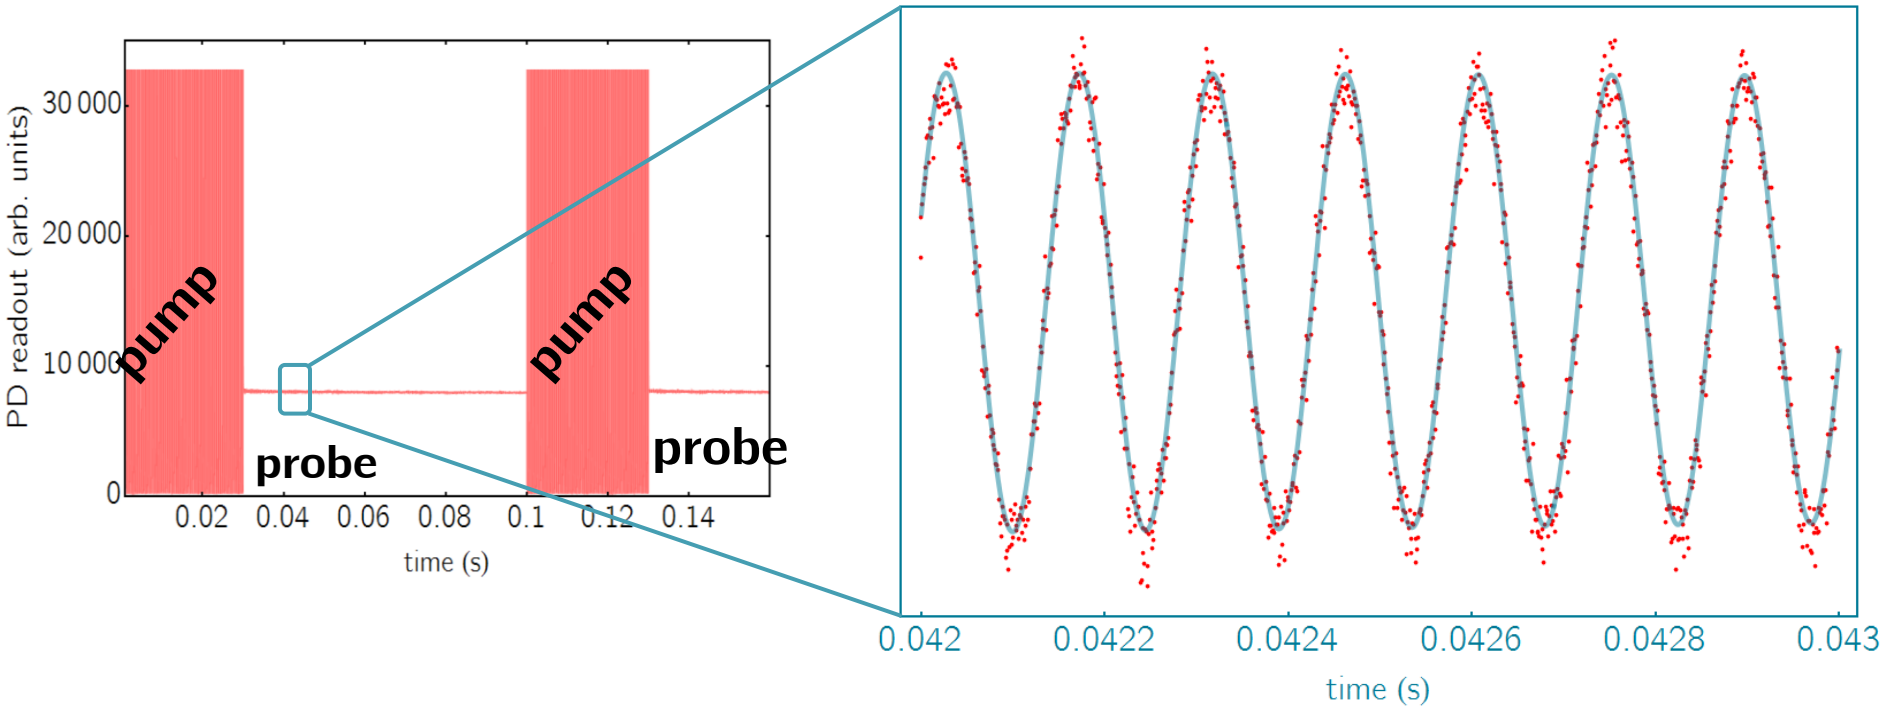 PD readout (arb. units)
30 000
20 000
10 000
0
pump
probe
pump
probe
0.02 0.04 0.06 0.08 0.1 0.12 0.14
time (s)
0.042 0.0422 0.0424 0.0426 0.0428 0.043
time (s)